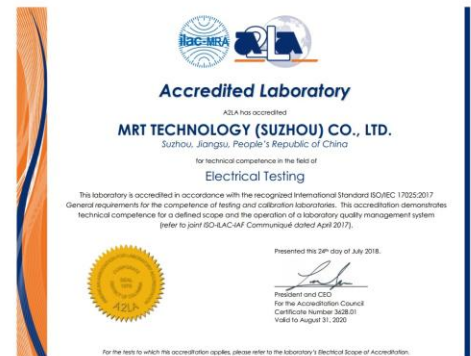 ilac-MRA
A2LA
Accredited Laboratory
A2LA has accredited
MRT TECHNOLOGY (SUZHOU) CO., LTD.
Suzhou, Jiangsu, People's Republic of China
for technical competence in the field of
Electrical Testing
This laboratory is accredited in accordance with the recognized International Standard ISO/IEC 17025:2017
General requirements for the competence of testing and calibration laboratories. This accreditation demonstrates
technical competence for a defined scope and the operation of a laboratory quality management system
(refer to joint ISO-ILAC-IAF Communiqué dated April 2017).
Presented this 24th day of July 2018.
President and CEO
For the Accreditation Council
Certificate Number 3628.01
Valid to August 31, 2020
SEAL
1978
A2LA
For the tests to which this accreditation applies, please refer to the laboratory's Electrical Scope of Accreditation.